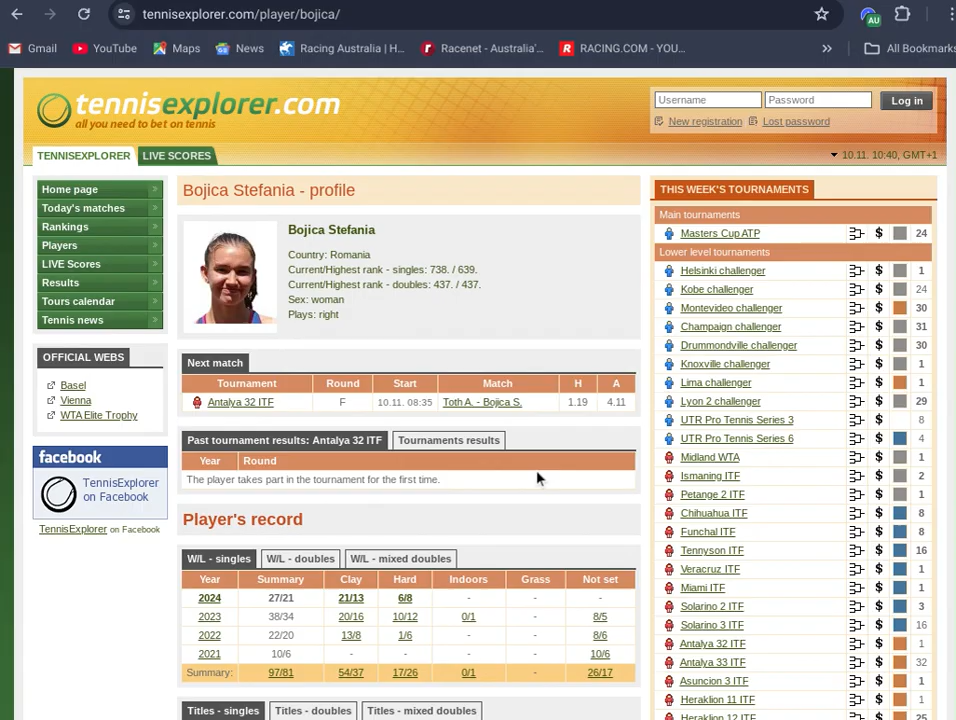 tennisexplorer.com/player/bojica/
AU
Gmail YouTube Maps News Racing Australia | H... Racenet - Australia'... RACING.COM - YOU... » All Bookmarks
tennisexplorer.com
all you need to bet on tennis
Username Password Log in
New registration Lost password
TENNISEXPLORER LIVE SCORES
10.11. 10:40, GMT+1
Home page
Today's matches
Rankings
Players
LIVE Scores
Results
Tours calendar
Tennis news
OFFICIAL WEBS
Basel
Vienna
WTA Elite Trophy
facebook
TennisExplorer
on Facebook
TennisExplorer on Facebook
Bojica Stefania - profile
Bojica Stefania
Country: Romania
Current/Highest rank - singles: 738. / 639.
Current/Highest rank - doubles: 437. / 437.
Sex: woman
Plays: right
Next match
Tournament Round Start Match H A
Antalya 32 ITF F 10.11. 08:35 Toth A. - Bojica S. 1.19 4.11
Past tournament results: Antalya 32 ITF Tournaments results
Year Round
The player takes part in the tournament for the first time.
Player's record
W/L - singles W/L - doubles W/L - mixed doubles
Year Summary Clay Hard Indoors Grass Not set
2024 27/21 21/13 6/8 - - -
2023 38/34 20/16 10/12 0/1 - 8/5
2022 22/20 13/8 1/6 - - 8/6
2021 10/6 - - - - 10/6
Summary: 97/81 54/37 17/26 0/1 - 26/17
Titles - singles Titles - doubles Titles - mixed doubles
THIS WEEK'S TOURNAMENTS
Main tournaments
Masters Cup ATP $ 24
Lower level tournaments
Helsinki challenger $ 1
Kobe challenger $ 24
Montevideo challenger $ 30
Champaign challenger $ 31
Drummondville challenger $ 30
Knoxville challenger $ 1
Lima challenger $ 1
Lyon 2 challenger $ 29
UTR Pro Tennis Series 3 $ 8
UTR Pro Tennis Series 6 $ 4
Midland WTA $ 1
Ismaning ITF $ 2
Petange 2 ITF $ 1
Chihuahua ITF $ 8
Funchal ITF $ 8
Tennyson ITF $ 16
Veracruz ITF $ 1
Miami ITF $ 1
Solarino 2 ITF $ 3
Solarino 3 ITF $ 16
Antalya 32 ITF $ 1
Antalya 33 ITF $ 32
Asuncion 3 ITF $ 1
Heraklion 11 ITF $ 1
Heraklion 12 ITF $ 25